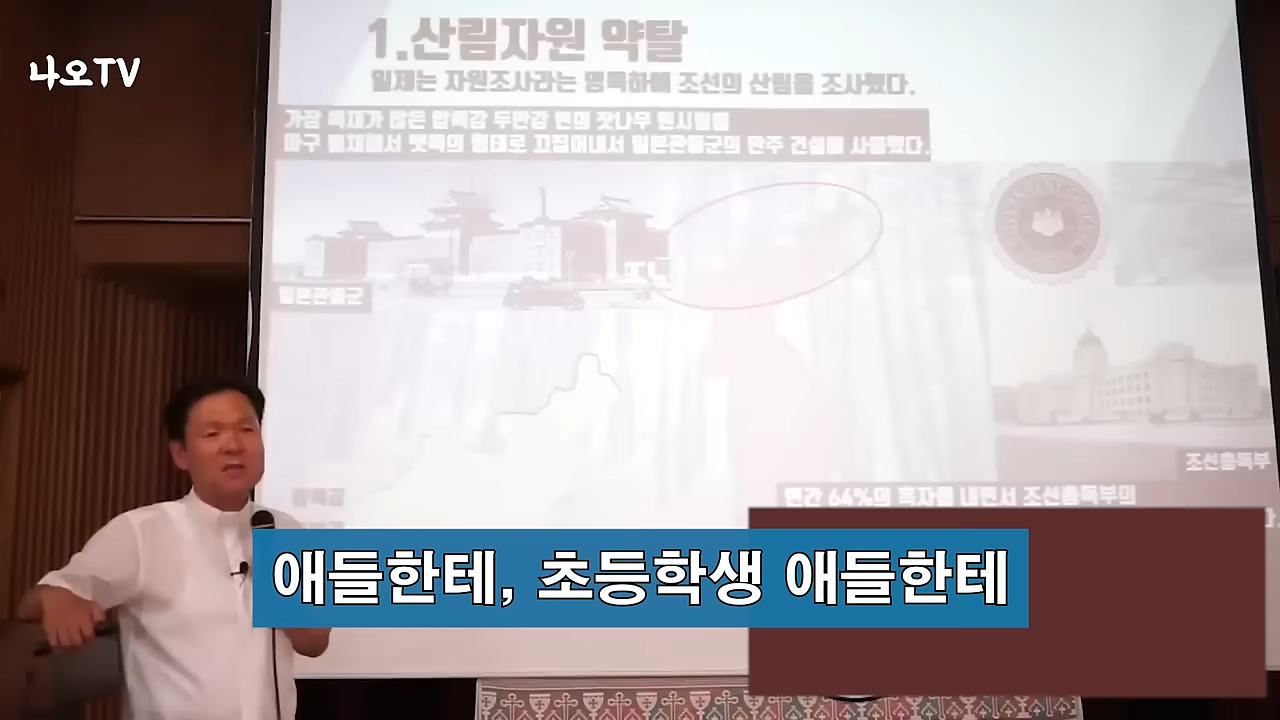 나오TV
1.산림자원 약탈
일제는 자원조사라는 명목하에 조선의 산림을 조사했다.
가장 목재가 많은 압록강 두만강 변의 잣나무 원시림을
마구 벌채해서 뗏목의 형태로 끄집어내서 일본관동군의 만주 건설에 사용했다.
일본관동군
조선총독부
압록강
연간 64%의 흑자를 내면서 조선총독부의
애들한테, 초등학생 애들한테